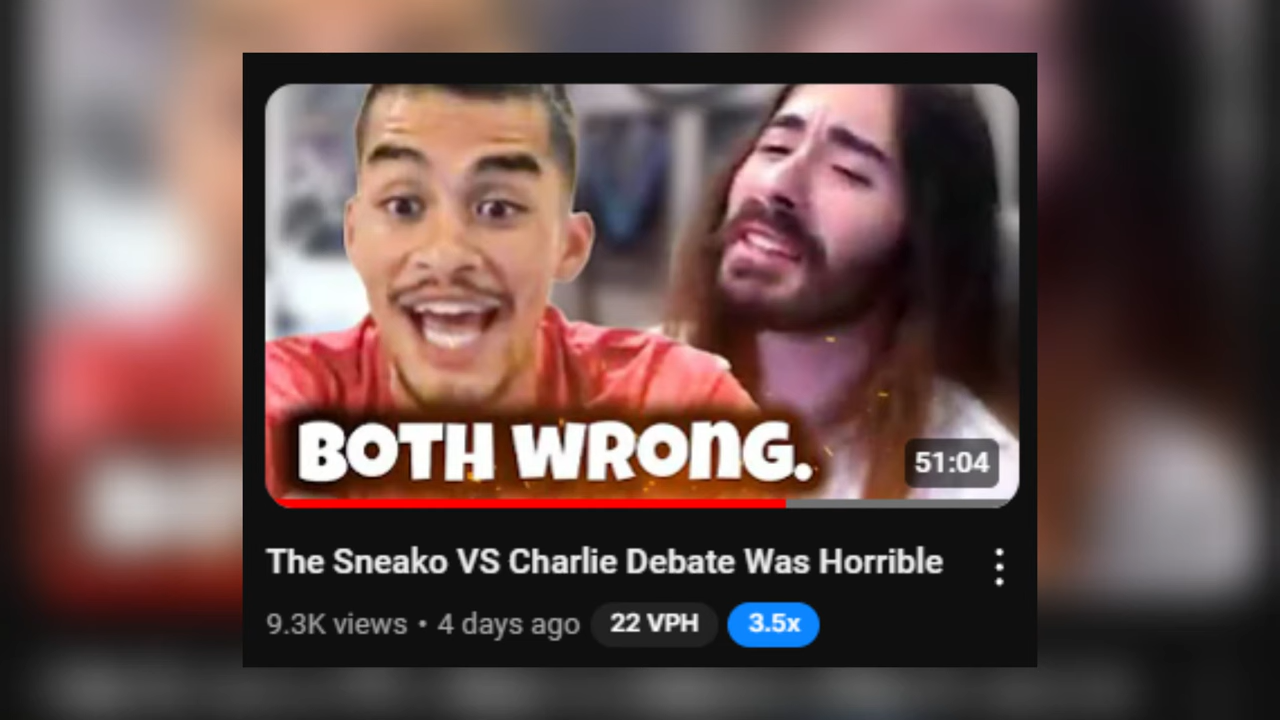 BOTH WRONG.
51:04
The Sneako VS Charlie Debate Was Horrible
9.3K views • 4 days ago 22 VPH 3.5x